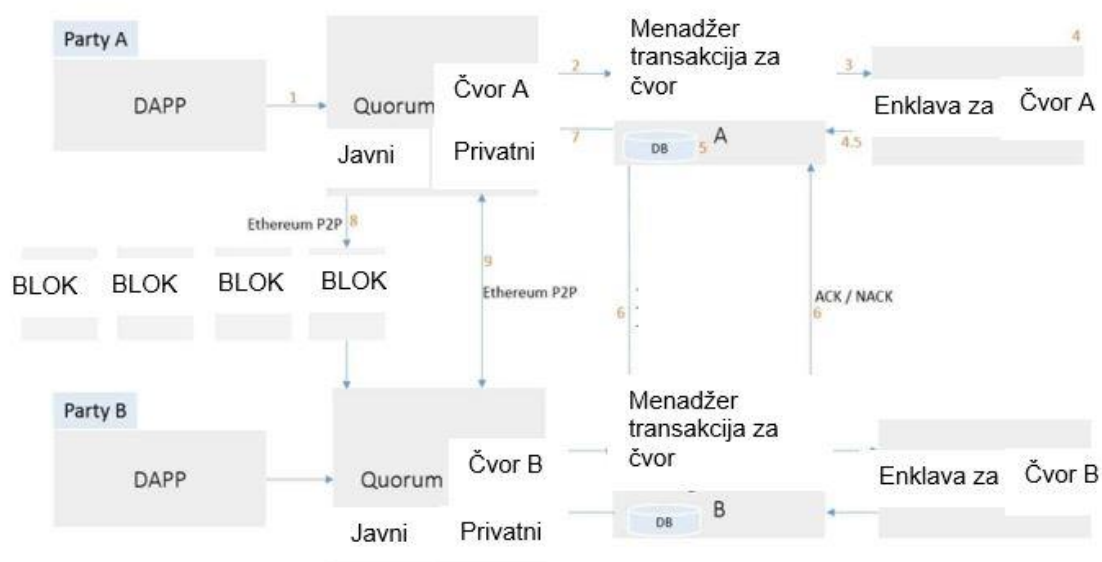 Party A
DAPP
1
Quorum
Čvor A
Javni
Privatni
2
Menadžer
transakcija za
čvor
A
DB
5
3
4
Enklava za
Čvor A
4.5
7
Ethereum P2P
8
9
Ethereum P2P
6
ACK / NACK
6
BLOK
BLOK
BLOK
BLOK
Party B
DAPP
Quorum
Čvor B
Javni
Privatni
Menadžer
transakcija za
čvor
B
DB
Enklava za
Čvor B